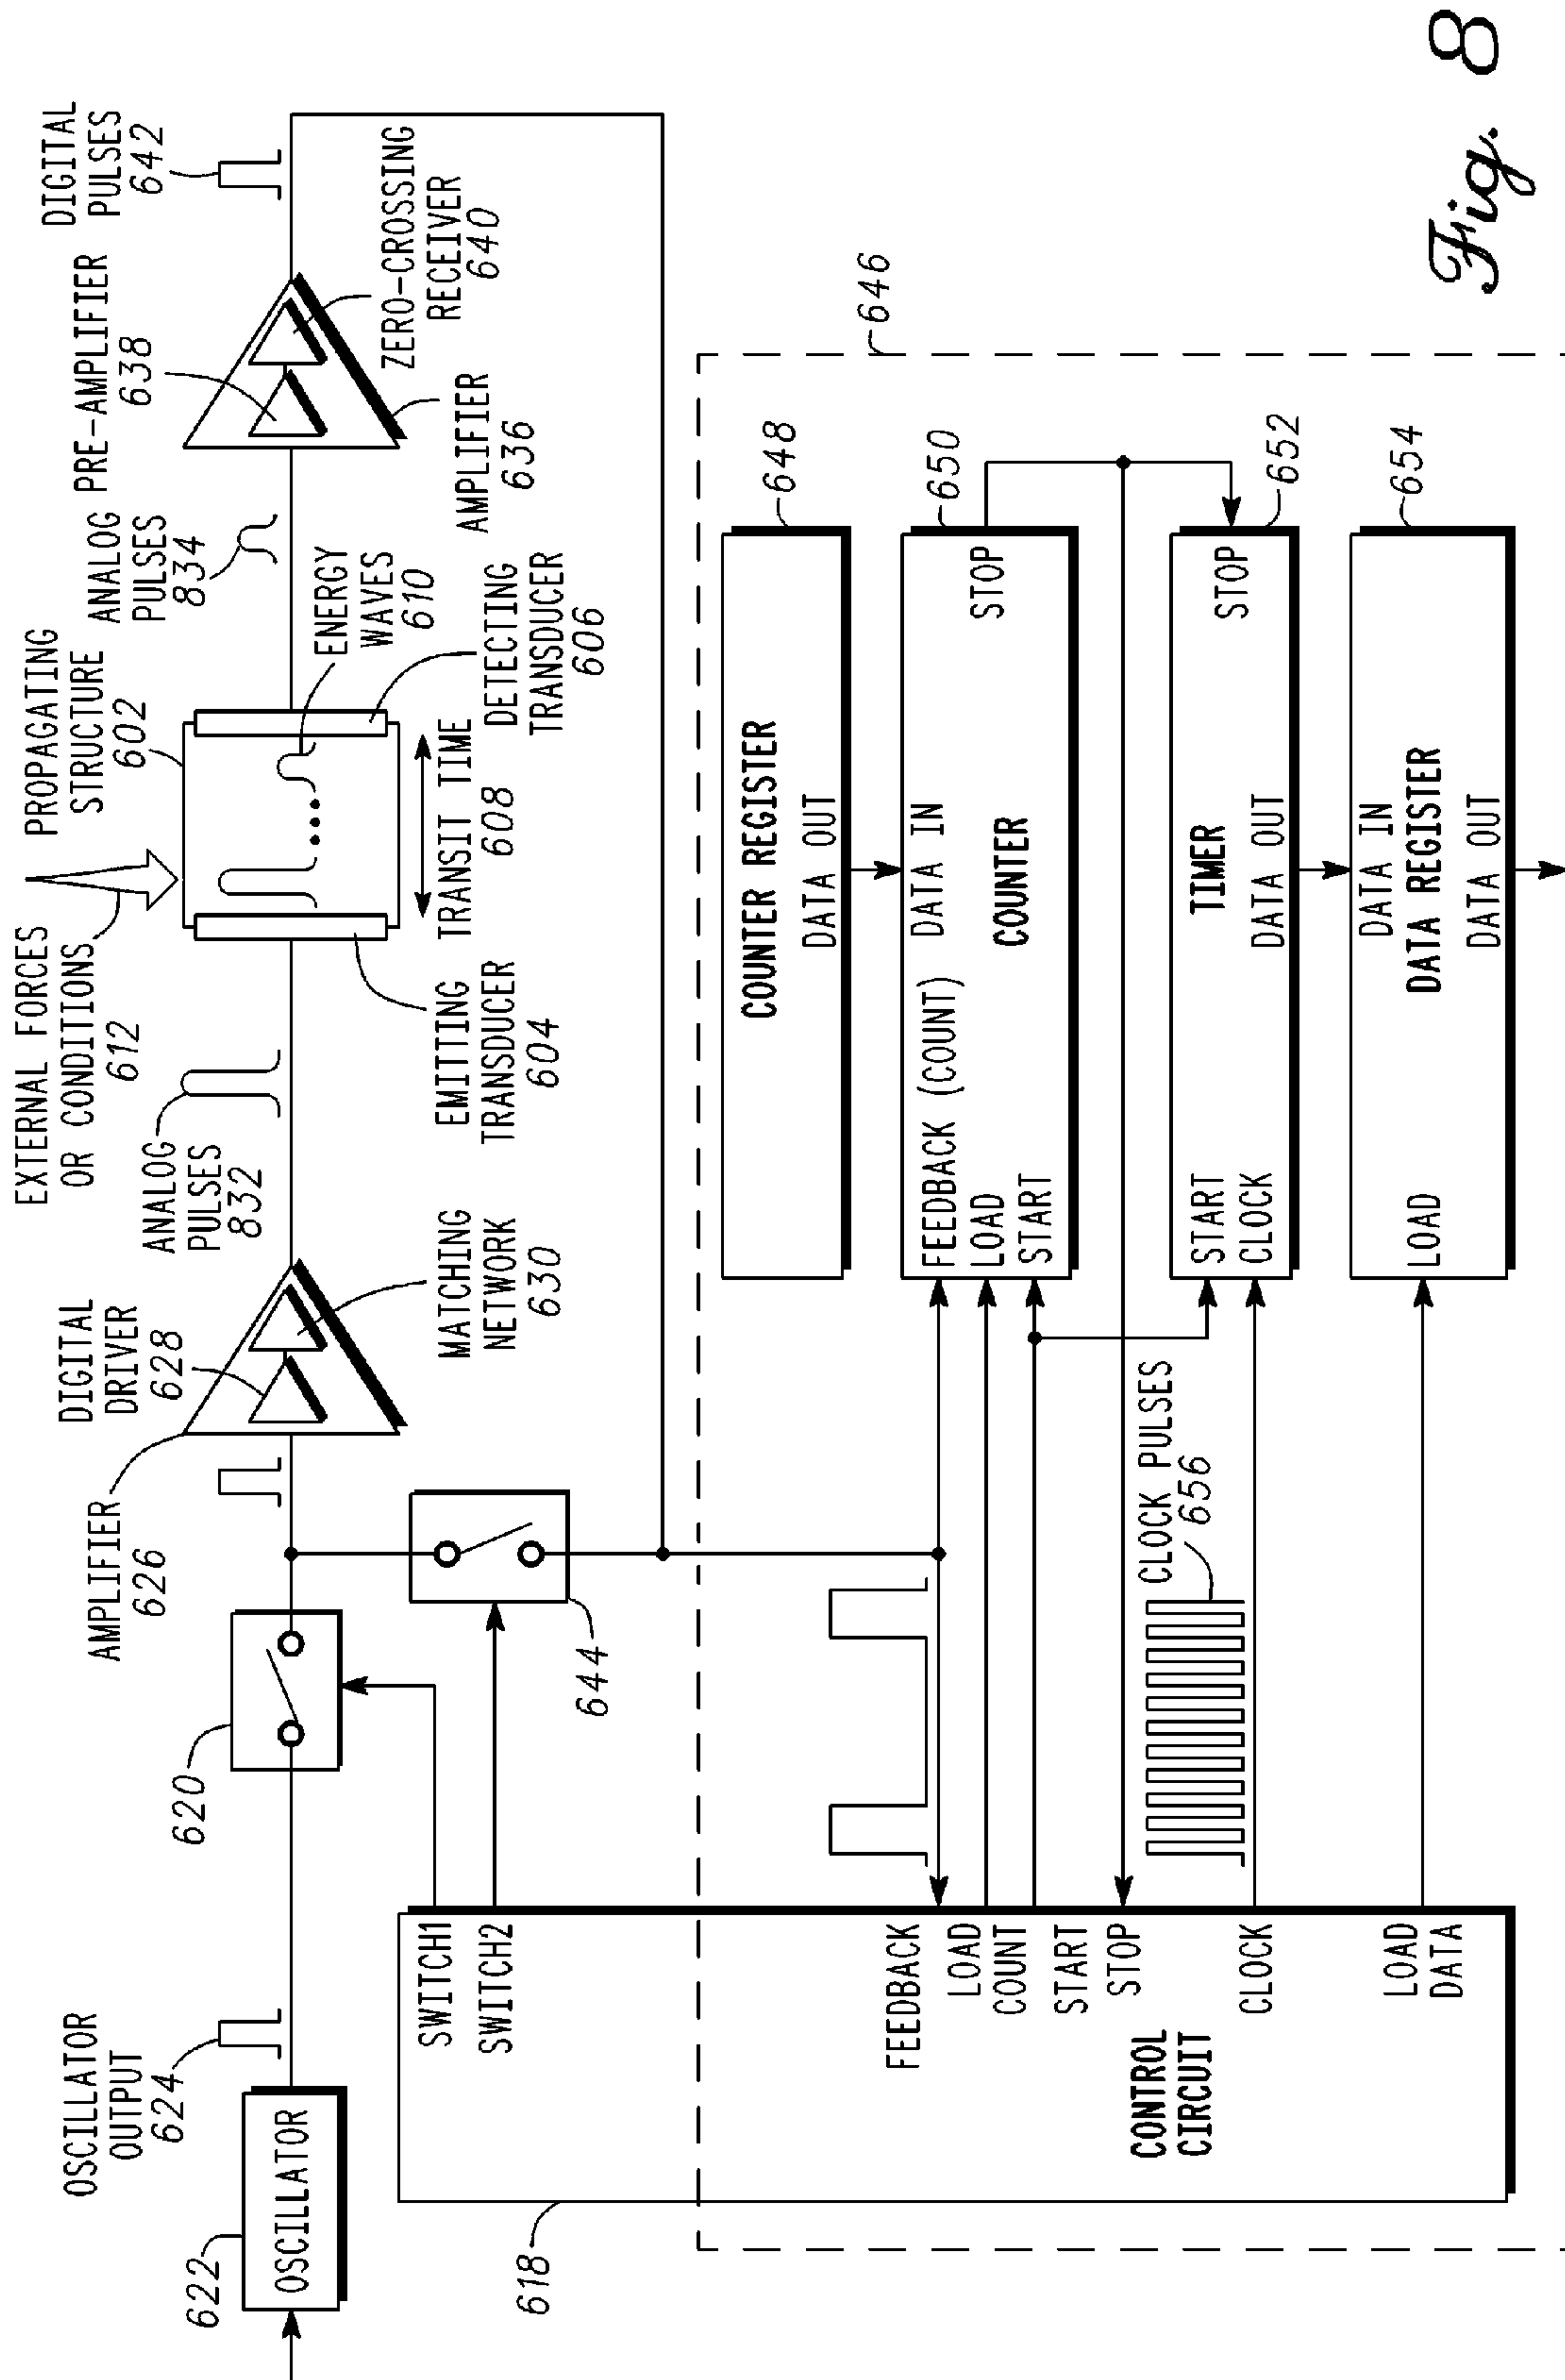 EXTERNAL FORCES
OR CONDITIONS
612
PROPAGATING
STRUCTURE
602
OSCILLATOR
OUTPUT
624
622
OSCILLATOR
620
AMPLIFIER
626
DIGITAL
DRIVER
628
MATCHING
NETWORK
630
ANALOG
PULSES
832
EMITTING
TRANSDUCER
604
TRANSIT TIME
608
ENERGY
WAVES
610
DETECTING
TRANSDUCER
606
ANALOG
PULSES
834
PRE-AMPLIFIER
638
AMPLIFIER
636
ZERO-CROSSING
RECEIVER
640
DIGITAL
PULSES
642
644
618
SWITCH1
SWITCH2
FEEDBACK
LOAD
COUNT
START
STOP
CLOCK
LOAD
DATA
CONTROL
CIRCUIT
CLOCK PULSES
656
646
COUNTER REGISTER
DATA OUT
648
FEEDBACK (COUNT)
LOAD
START
DATA IN
COUNTER
STOP
650
START
CLOCK
TIMER
DATA OUT
STOP
652
LOAD
DATA IN
DATA REGISTER
DATA OUT
654
Fig. 8